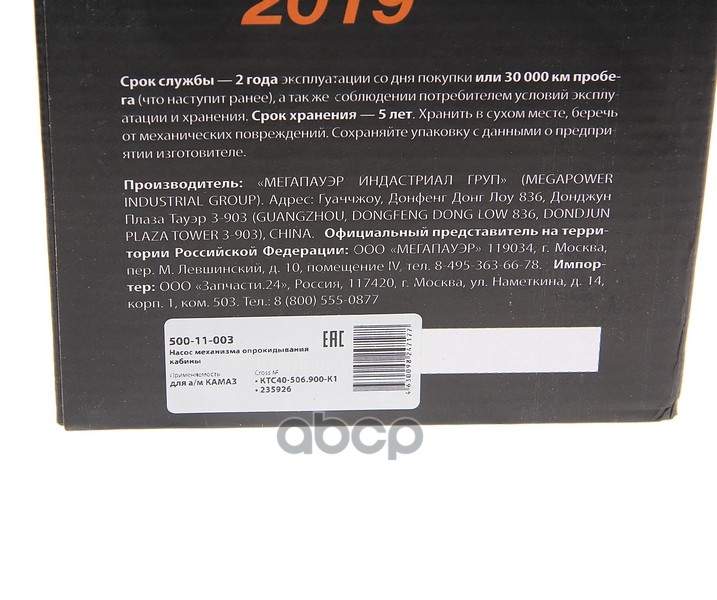 2019
Срок службы — 2 года эксплуатации со дня покупки или 30 000 км пробе-
га (что наступит ранее), а так же соблюдении потребителем условий эксплу-
атации и хранения. Срок хранения — 5 лет. Хранить в сухом месте, беречь
от механических повреждений. Сохраняйте упаковку с данными о предпри-
ятии изготовителе.
Производитель: «МЕГАПАУЭР ИНДАСТРИАЛ ГРУП» (MEGAPOWER
INDUSTRIAL GROUP). Адрес: Гуаччжоу, Донфенг Донг Лоу 836, Донджун
Плаза Тауэр 3-903 (GUANGZHOU, DONGFENG DONG LOW 836, DONDJUN
PLAZA TOWER 3-903), CHINA. Официальный представитель на терри-
тории Российской Федерации: ООО «МЕГАПАУЭР» 119034, г. Москва,
пер. М. Левшинский, д. 10, помещение IV, тел. 8-495-363-66-78. Импор-
тер: ООО «Запчасти.24», Россия, 117420, г. Москва, ул. Наметкина, д. 14,
корп. 1, ком. 503. Тел.: 8 (800) 555-0877
500-11-003
EAC
Насос механизма опрокидывания
кабины
Применяемость
для а/м КАМАЗ
Cross №
• КТС40-506.900-К1
• 235926
4630098247177
abcp